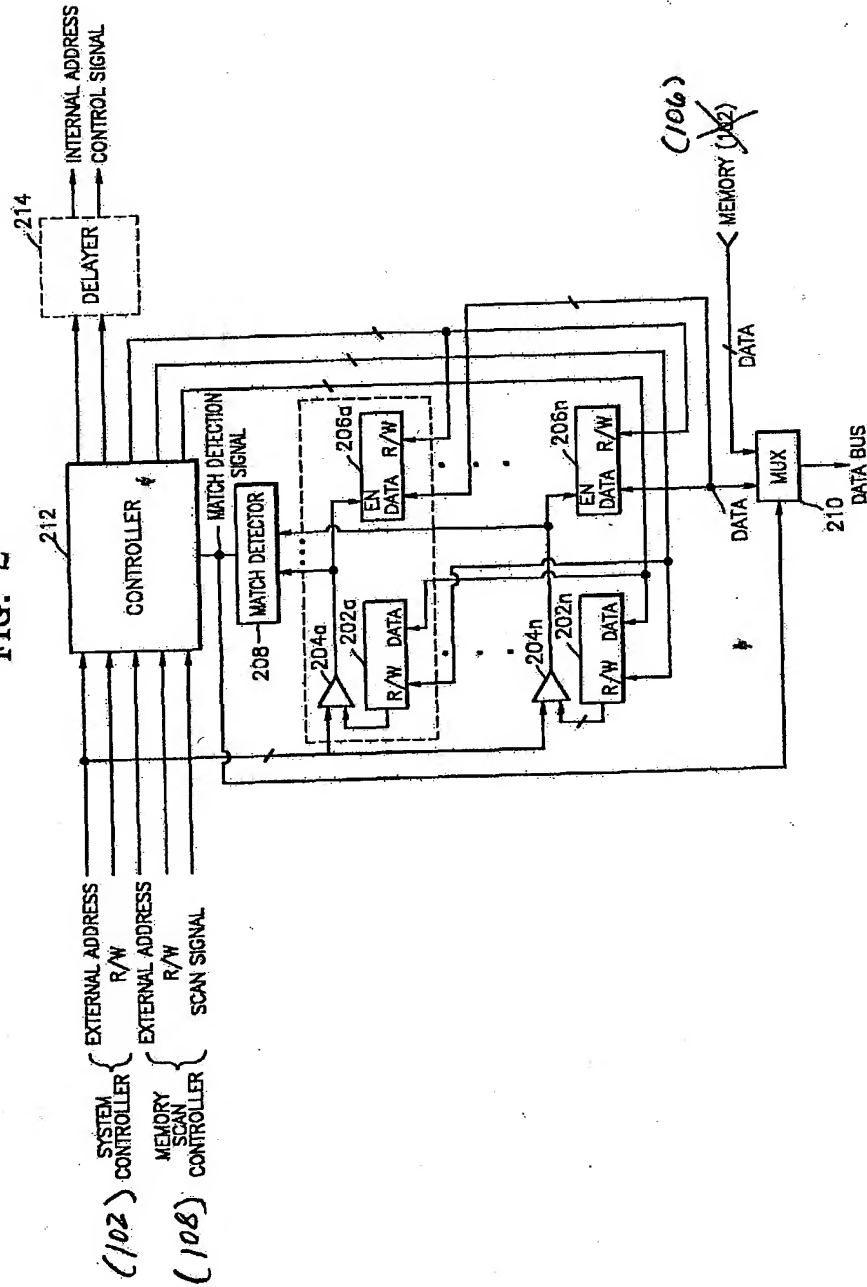 FIG. 2
(102) SYSTEM CONTROLLER { EXTERNAL ADDRESS
R/W
(108) MEMORY SCAN CONTROLLER { EXTERNAL ADDRESS
R/W
SCAN SIGNAL
212
CONTROLLER
214
DELAYER
INTERNAL ADDRESS
CONTROL SIGNAL
MATCH DETECTION SIGNAL
208
MATCH DETECTOR
204a
202a
R/W DATA
206a
EN
DATA R/W
204n
202n
R/W DATA
206n
EN
DATA R/W
(106)
MEMORY (102)
DATA
DATA
MUX
210
DATA BUS